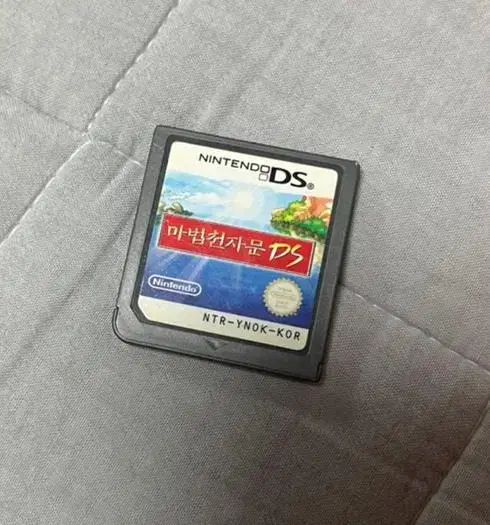 NINTENDO DS®
마법천자문 DS
Nintendo
NTR-YNOK-KOR